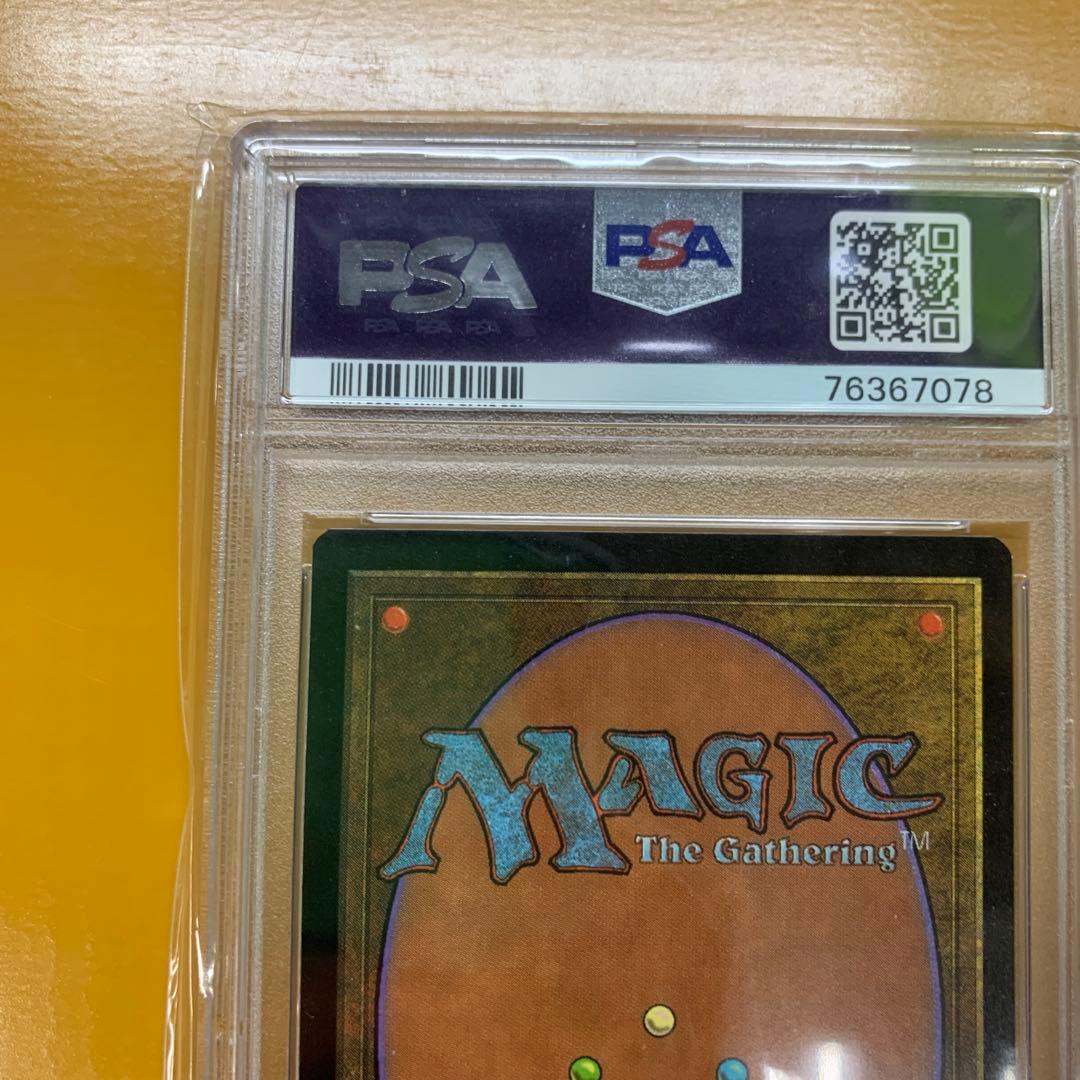 PSA
PSA PSA PSA
PSA
76367078
MAGIC
The Gathering™